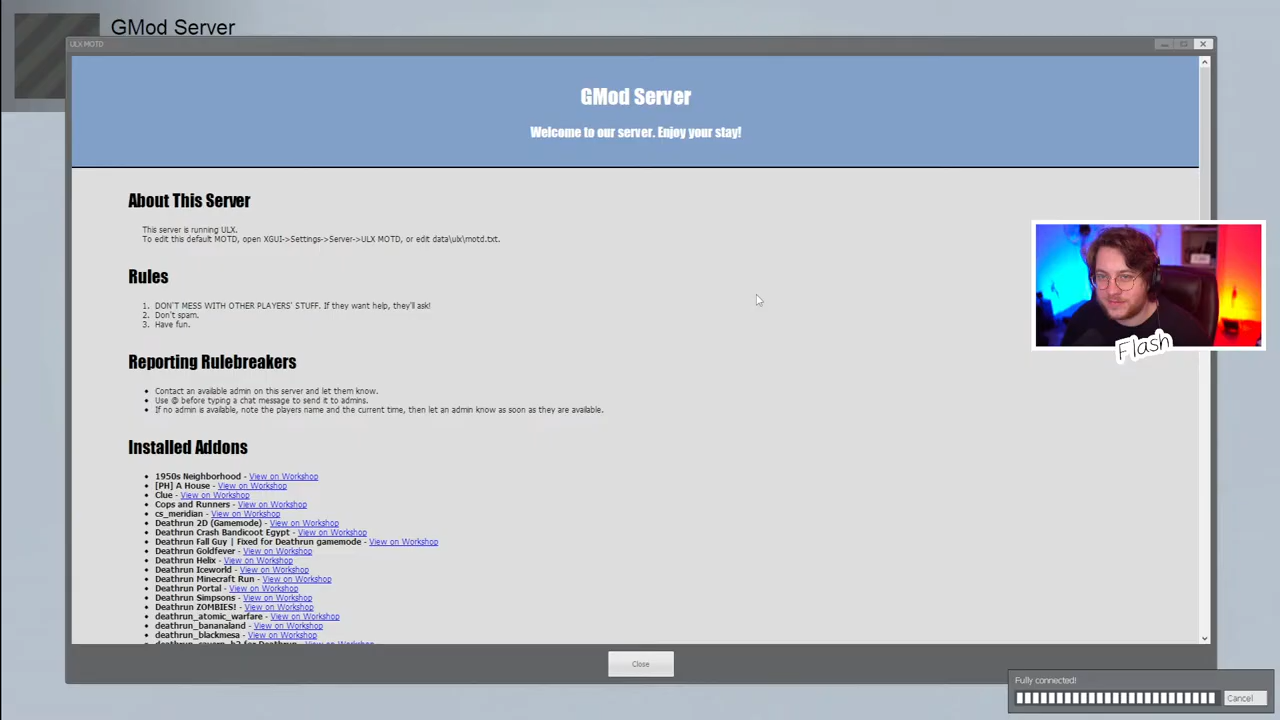 GMod Server
ULX MOTD
GMod Server
Welcome to our server. Enjoy your stay!
About This Server
This server is running ULX.
To edit this default MOTD, open XGUI->Settings->Server->ULX MOTD, or edit data\ulx\motd.txt.
Rules
1. DON'T MESS WITH OTHER PLAYERS' STUFF. If they want help, they'll ask!
2. Don't spam.
3. Have fun.
Flash
Reporting Rulebreakers
• Contact an available admin on this server and let them know.
• Use @ before typing a chat message to send it to admins.
• If no admin is available, note the players name and the current time, then let an admin know as soon as they are available.
Installed Addons
• 1950s Neighborhood - View on Workshop
• [PH] A House - View on Workshop
• Clue - View on Workshop
• Cops and Runners - View on Workshop
• cs_meridian - View on Workshop
• Deathrun 2D (Gamemode) - View on Workshop
• Deathrun Crash Bandicoot Egypt - View on Workshop
• Deathrun Fall Guy | Fixed for Deathrun gamemode - View on Workshop
• Deathrun Goldfever - View on Workshop
• Deathrun Helix - View on Workshop
• Deathrun Iceworld - View on Workshop
• Deathrun Minecraft Run - View on Workshop
• Deathrun Portal - View on Workshop
• Deathrun Simpsons - View on Workshop
• Deathrun ZOMBIES! - View on Workshop
• deathrun_atomic_warfare - View on Workshop
• deathrun_bananaland - View on Workshop
• deathrun_blackmesa - View on Workshop
Close
Fully connected!
Cancel